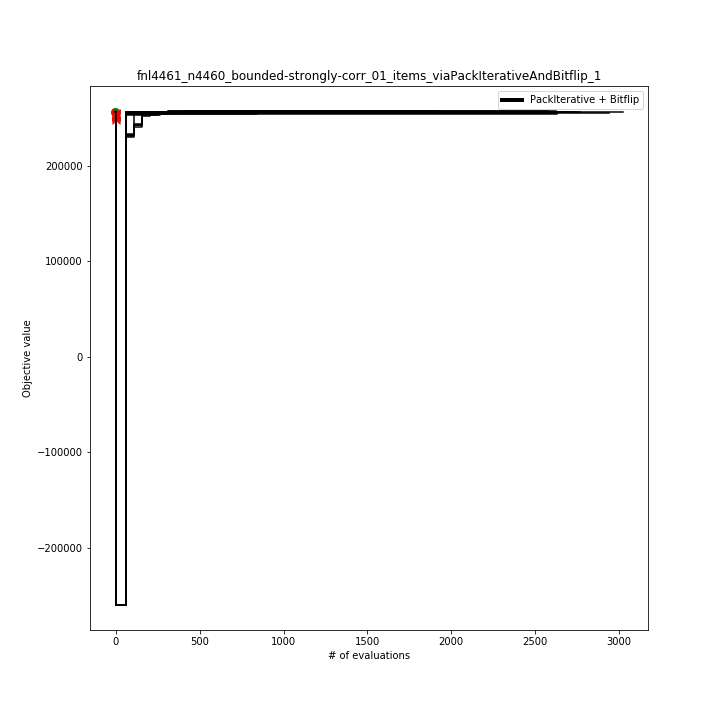 fnl4461_n4460_bounded-strongly-corr_01_items_viaPackIterativeAndBitflip_1
PackIterative + Bitflip
200000
100000
0
−100000
−200000
Objective value
0 500 1000 1500 2000 2500 3000
# of evaluations